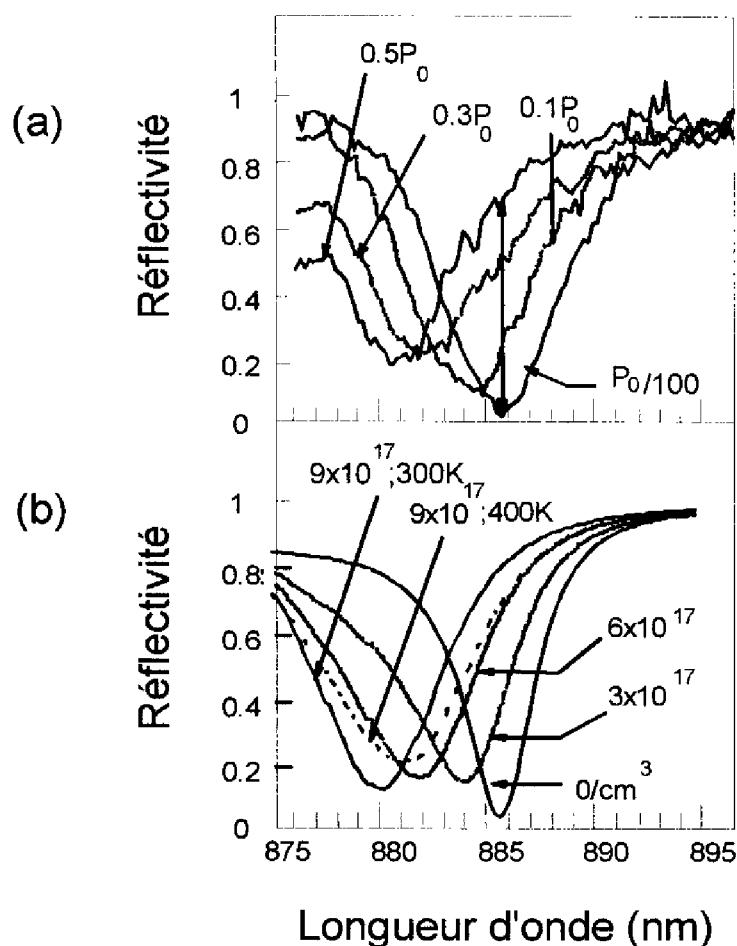 (a)
Réflectivité
0.5P0
0.3P0
0.1P0
P0/100
1
0.8
0.6
0.4
0.2
0
(b)
Réflectivité
9x10^17;300K
9x10^17;400K
6x10^17
3x10^17
0/cm^3
1
0.8
0.6
0.4
0.2
0
875
880
885
890
895
Longueur d'onde (nm)